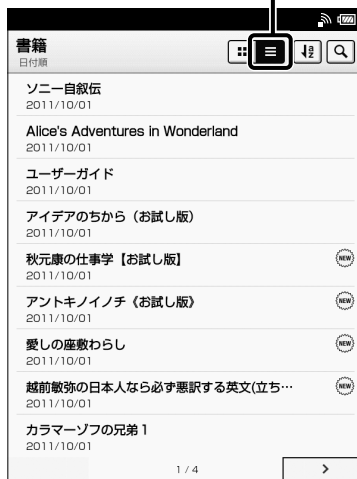 書籍
日付順
ソニー自叙伝
2011/10/01
Alice's Adventures in Wonderland
2011/10/01
ユーザーガイド
2011/10/01
アイデアのちから（お試し版）
2011/10/01
秋元康の仕事学【お試し版】
NEW
2011/10/01
アントキノイノチ《お試し版》
NEW
2011/10/01
愛しの座敷わらし
NEW
2011/10/01
越前敏弥の日本人なら必ず悪訳する英文(立ち…
NEW
2011/10/01
カラマーゾフの兄弟 1
2011/10/01
1 / 4